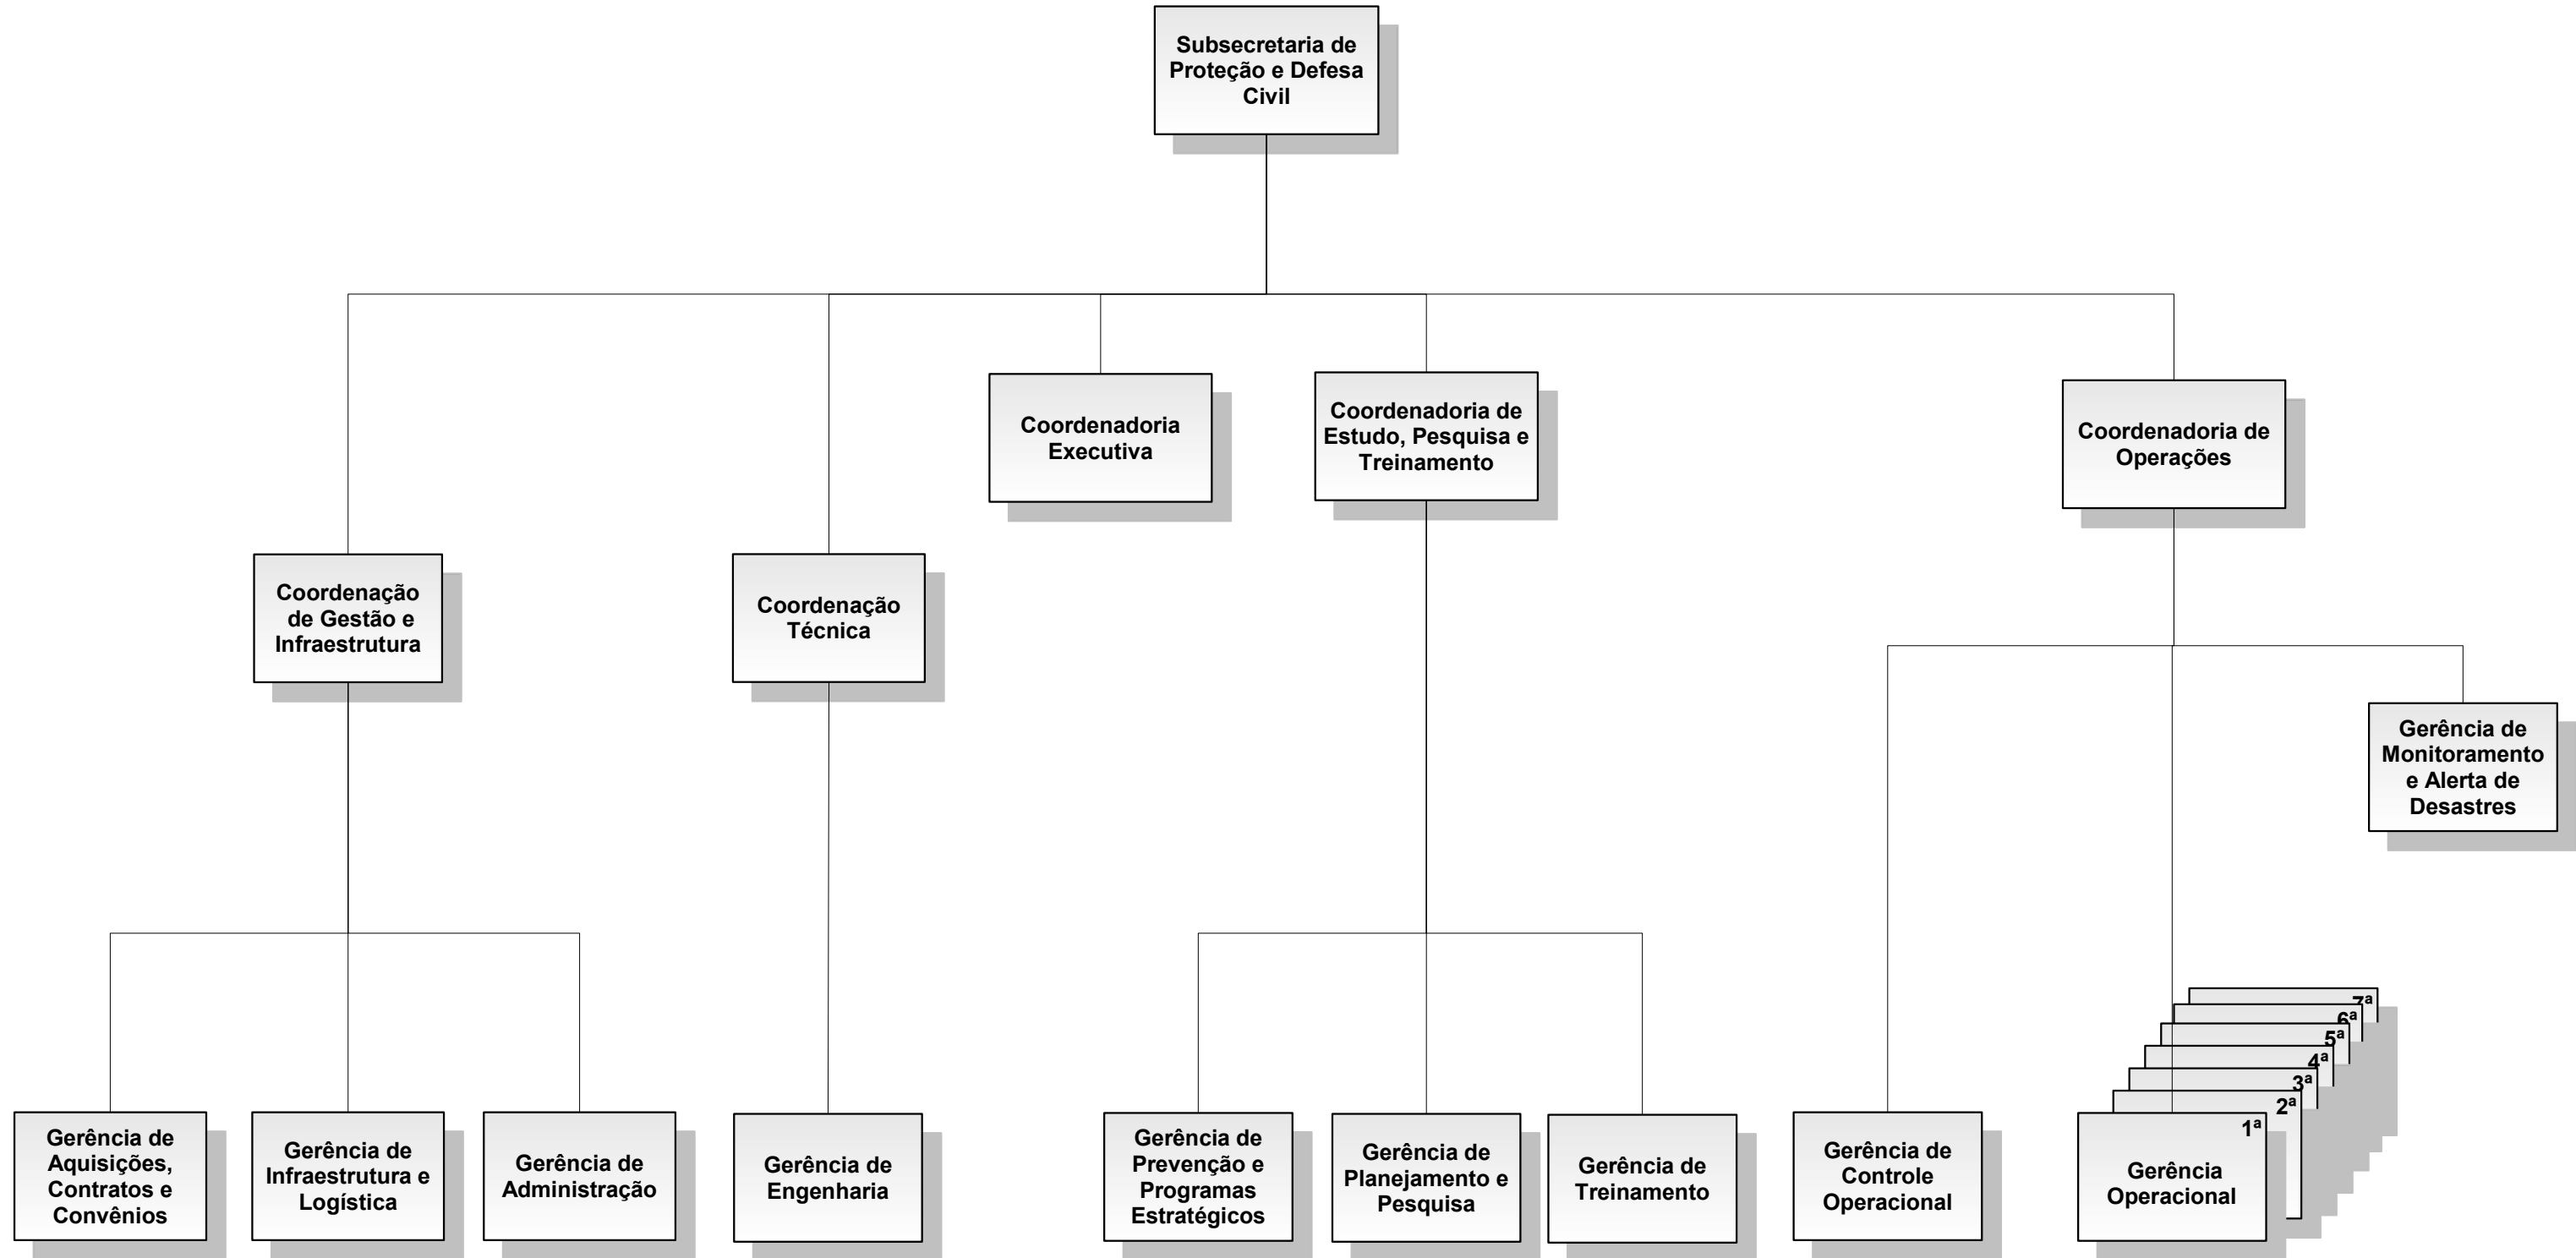 Subsecretaria de
Proteção e Defesa
Civil
Coordenadoria
Executiva
Coordenadoria de
Estudo, Pesquisa e
Treinamento
Coordenadoria de
Operações
Coordenação
de Gestão e
Infraestrutura
Coordenação
Técnica
Gerência de
Monitoramento
e Alerta de
Desastres
Gerência de
Aquisições,
Contratos e
Convênios
Gerência de
Infraestrutura e
Logística
Gerência de
Administração
Gerência de
Engenharia
Gerência de
Prevenção e
Programas
Estratégicos
Gerência de
Planejamento e
Pesquisa
Gerência de
Treinamento
Gerência de
Controle
Operacional
7ª
6ª
5ª
4ª
3ª
2ª
1ª
Gerência
Operacional